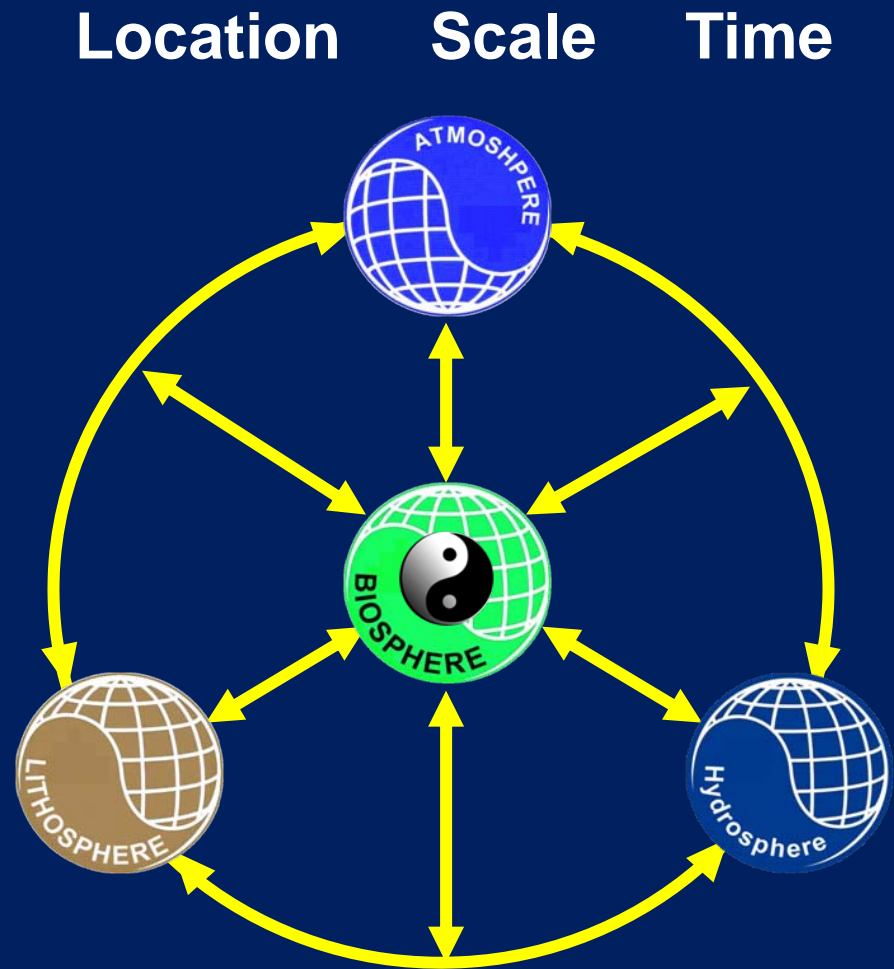 Location Scale Time
ATMOSHPERE
BIOSPHERE
LITHOSPHERE
Hydrosphere